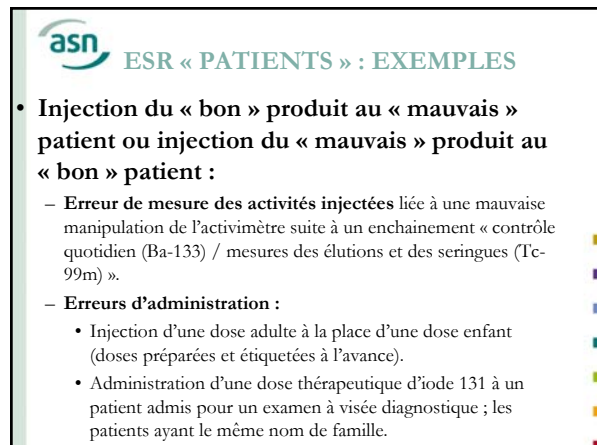 asn
ESR « PATIENTS » : EXEMPLES
• Injection du « bon » produit au « mauvais »
patient ou injection du « mauvais » produit au
« bon » patient :
– Erreur de mesure des activités injectées liée à une mauvaise
manipulation de l’activimètre suite à un enchainement « contrôle
quotidien (Ba-133) / mesures des élutions et des seringues (Tc-
99m) ».
– Erreurs d’administration :
• Injection d’une dose adulte à la place d’une dose enfant
(doses préparées et étiquetées à l’avance).
• Administration d’une dose thérapeutique d’iode 131 à un
patient admis pour un examen à visée diagnostique ; les
patients ayant le même nom de famille.